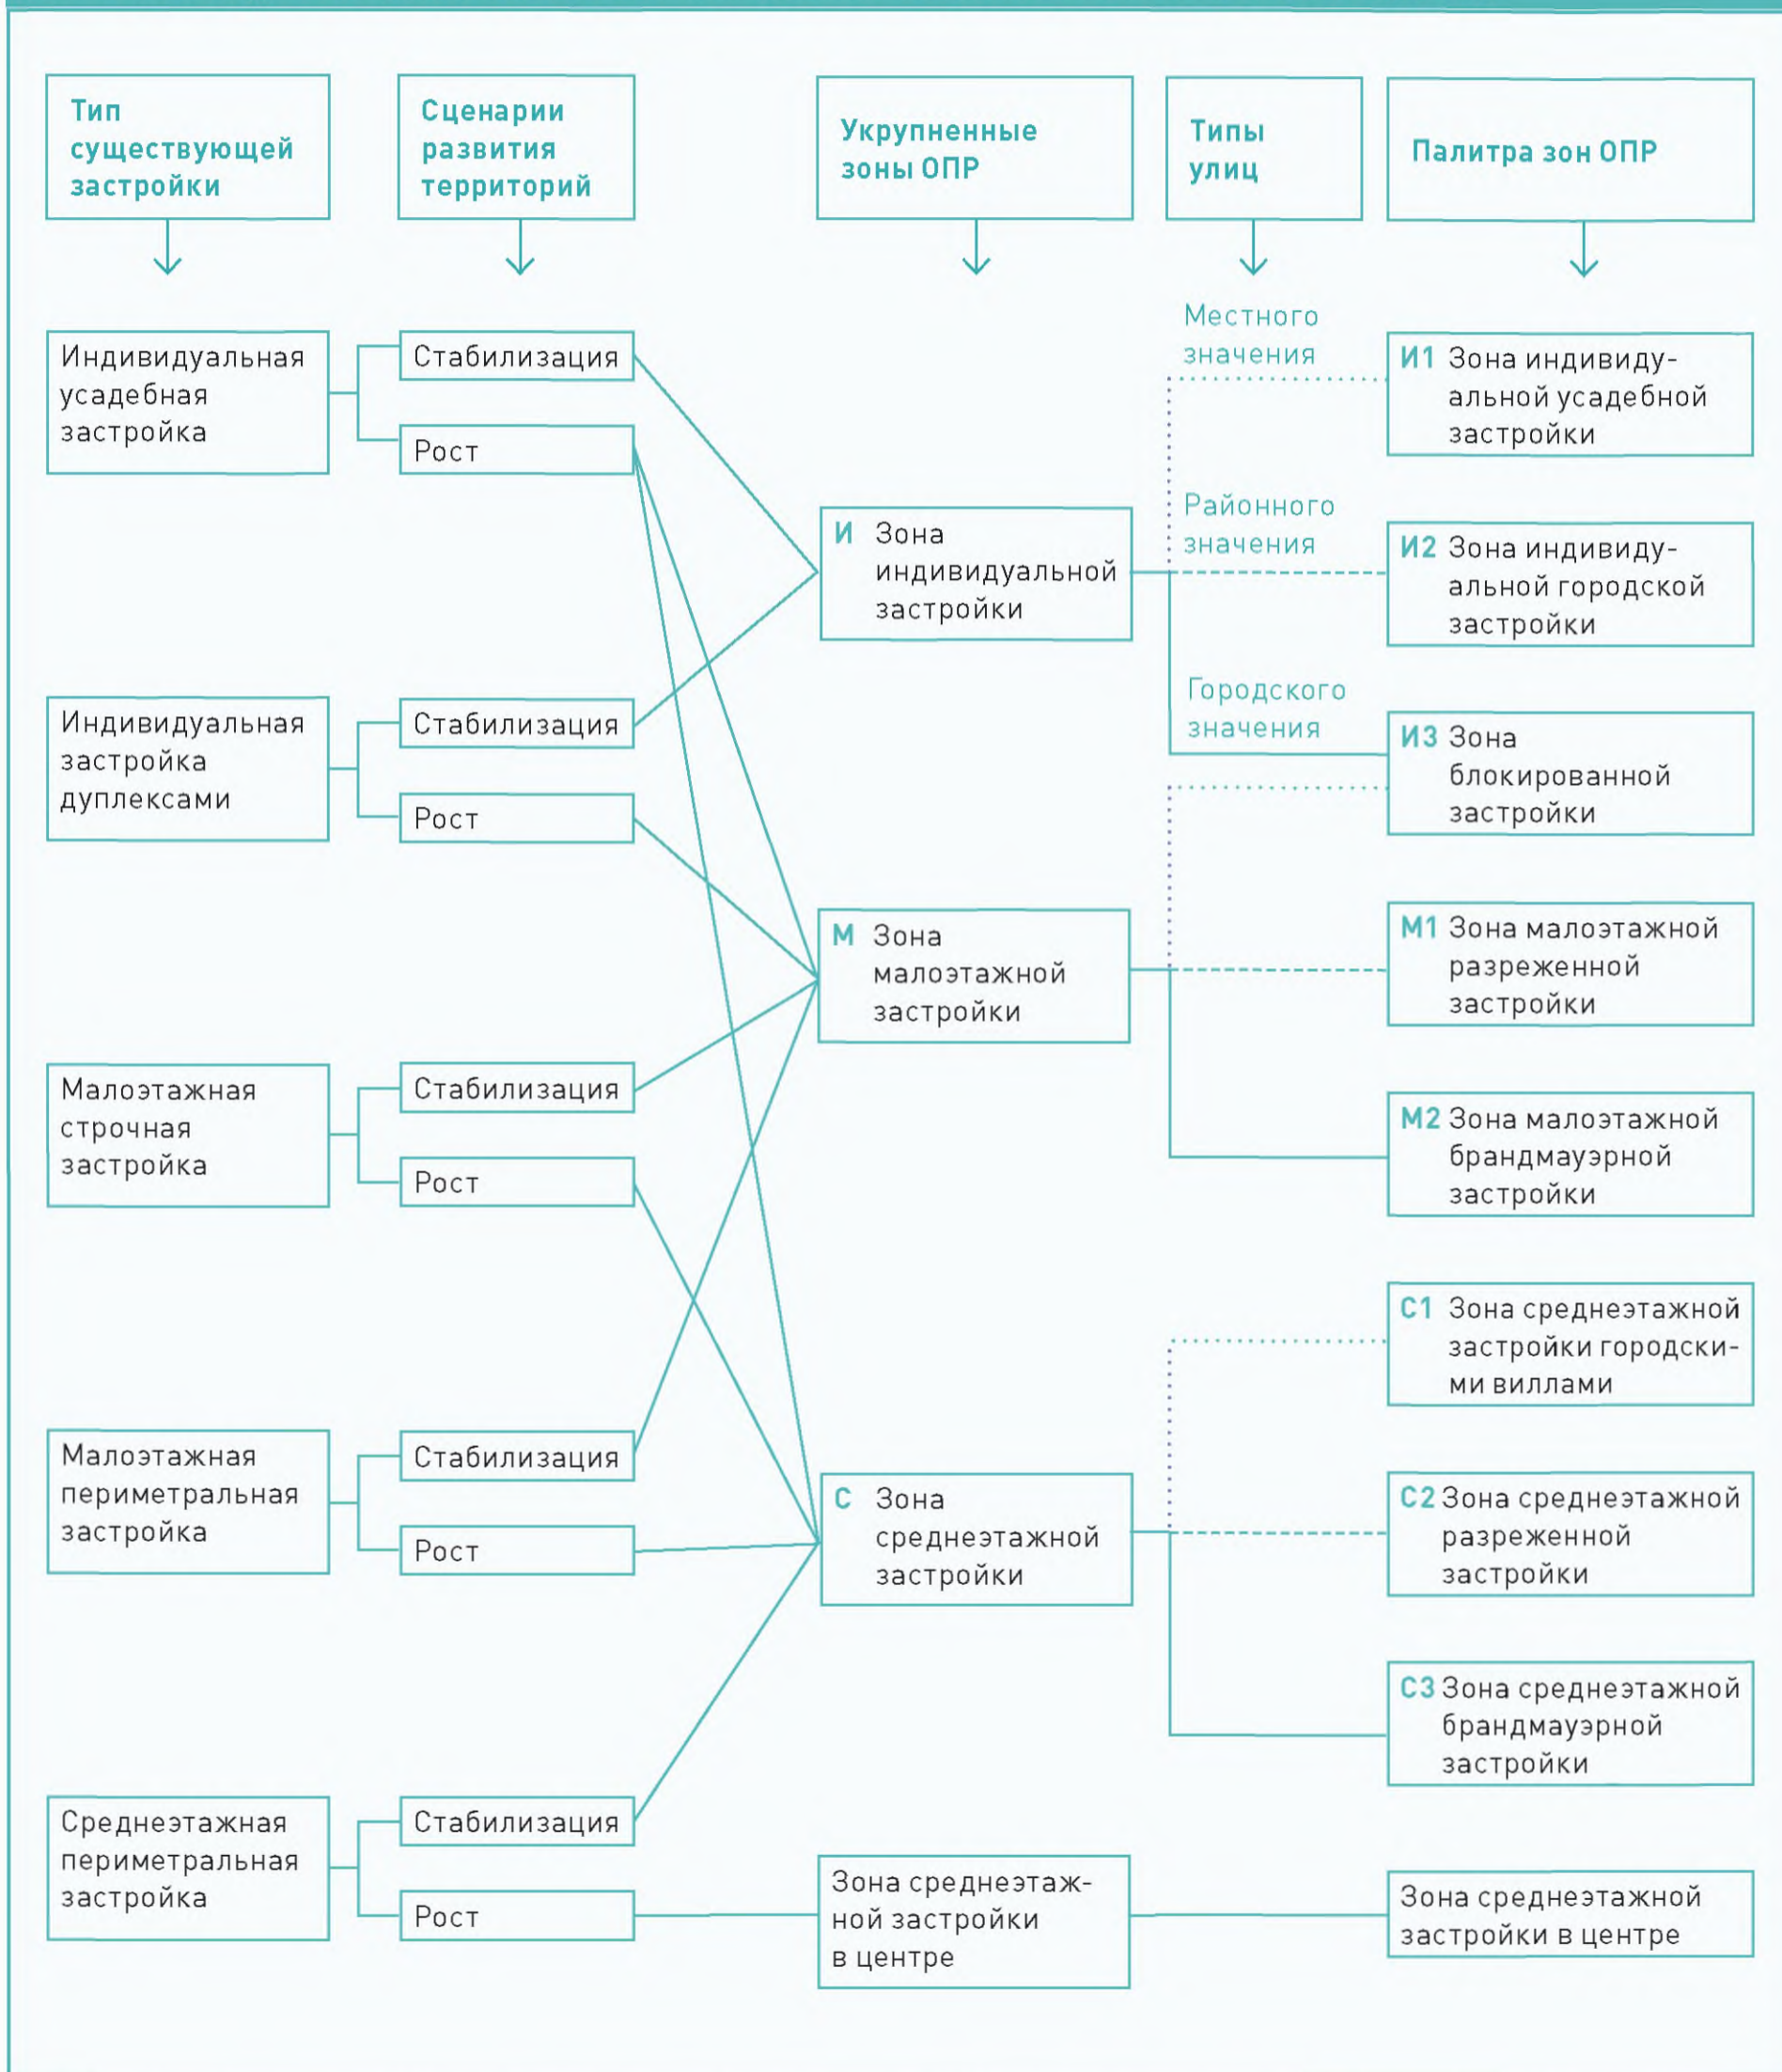 Тип
существующей
застройки
Сценарии
развития
территорий
Укрупненные
зоны ОПР
Типы
улиц
Палитра зон ОПР
Индивидуальная
усадебная
застройка
Стабилизация
Рост
Индивидуальная
застройка
дуплексами
Стабилизация
Рост
Малоэтажная
строчная
застройка
Стабилизация
Рост
Малоэтажная
периметральная
застройка
Стабилизация
Рост
Среднеэтажная
периметральная
застройка
Стабилизация
Рост
И Зона
индивидуальной
застройки
М Зона
малоэтажной
застройки
С Зона
среднеэтажной
застройки
Зона среднеэтаж-
ной застройки
в центре
Местного
значения
Районного
значения
Городского
значения
И1 Зона индивиду-
альной усадебной
застройки
И2 Зона индивиду-
альной городской
застройки
И3 Зона
блокированной
застройки
М1 Зона малоэтажной
разреженной
застройки
М2 Зона малоэтажной
брандмауэрной
застройки
С1 Зона среднеэтажной
застройки городски-
ми виллами
С2 Зона среднеэтажной
разреженной
застройки
С3 Зона среднеэтажной
брандмауэрной
застройки
Зона среднеэтажной
застройки в центре